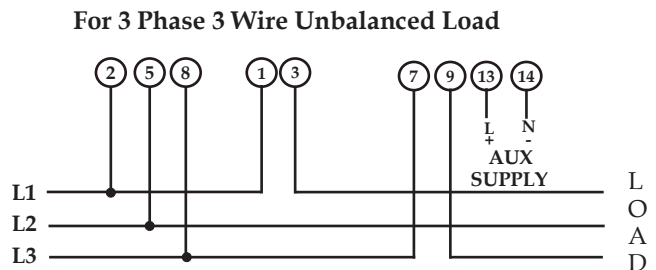 For 3 Phase 3 Wire Unbalanced Load
2 5 8 1 3 7 9 13 14
L N
+ -
AUX
SUPPLY
L1
L2
L3
L
O
A
D